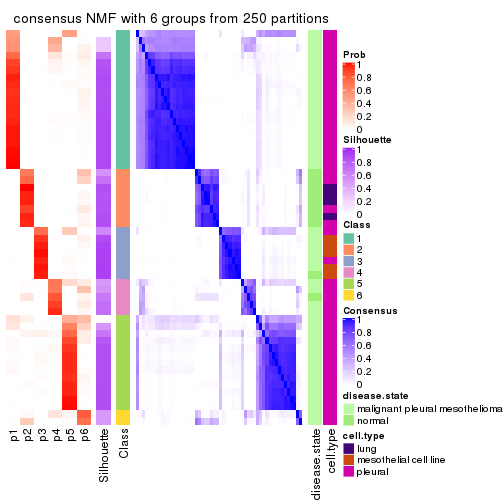 consensus NMF with 6 groups from 250 partitions
Prob
1
0.8
0.6
0.4
0.2
0
Silhouette
1
0.8
0.6
0.4
0.2
0
Class
1
2
3
4
5
6
Consensus
1
0.8
0.6
0.4
0.2
0
disease.state
malignant pleural mesothelioma
normal
cell.type
lung
mesothelial cell line
pleural
p1
p2
p3
p4
p5
p6
Silhouette
Class
disease.state
cell.type